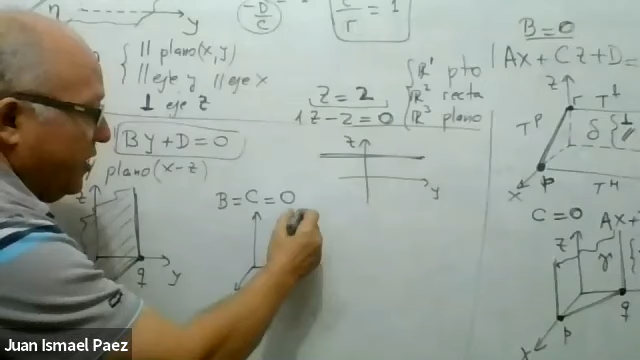 η
y
-D/C
C/r = 1
|| plano(x,y)
||eje y ||eje x
⊥ eje z
By+D=0
plano(x-z)
z
q
y
B=C=0
z=2
1z-2=0
R¹ pto
R² recta
R³ plano
z
y
B=0
AX+CZ+D=
z
r
T¹
T^P
δ
⊥
//
X
P
T^H
C=0
AX+
z
γ
P
q
X
Juan Ismael Paez